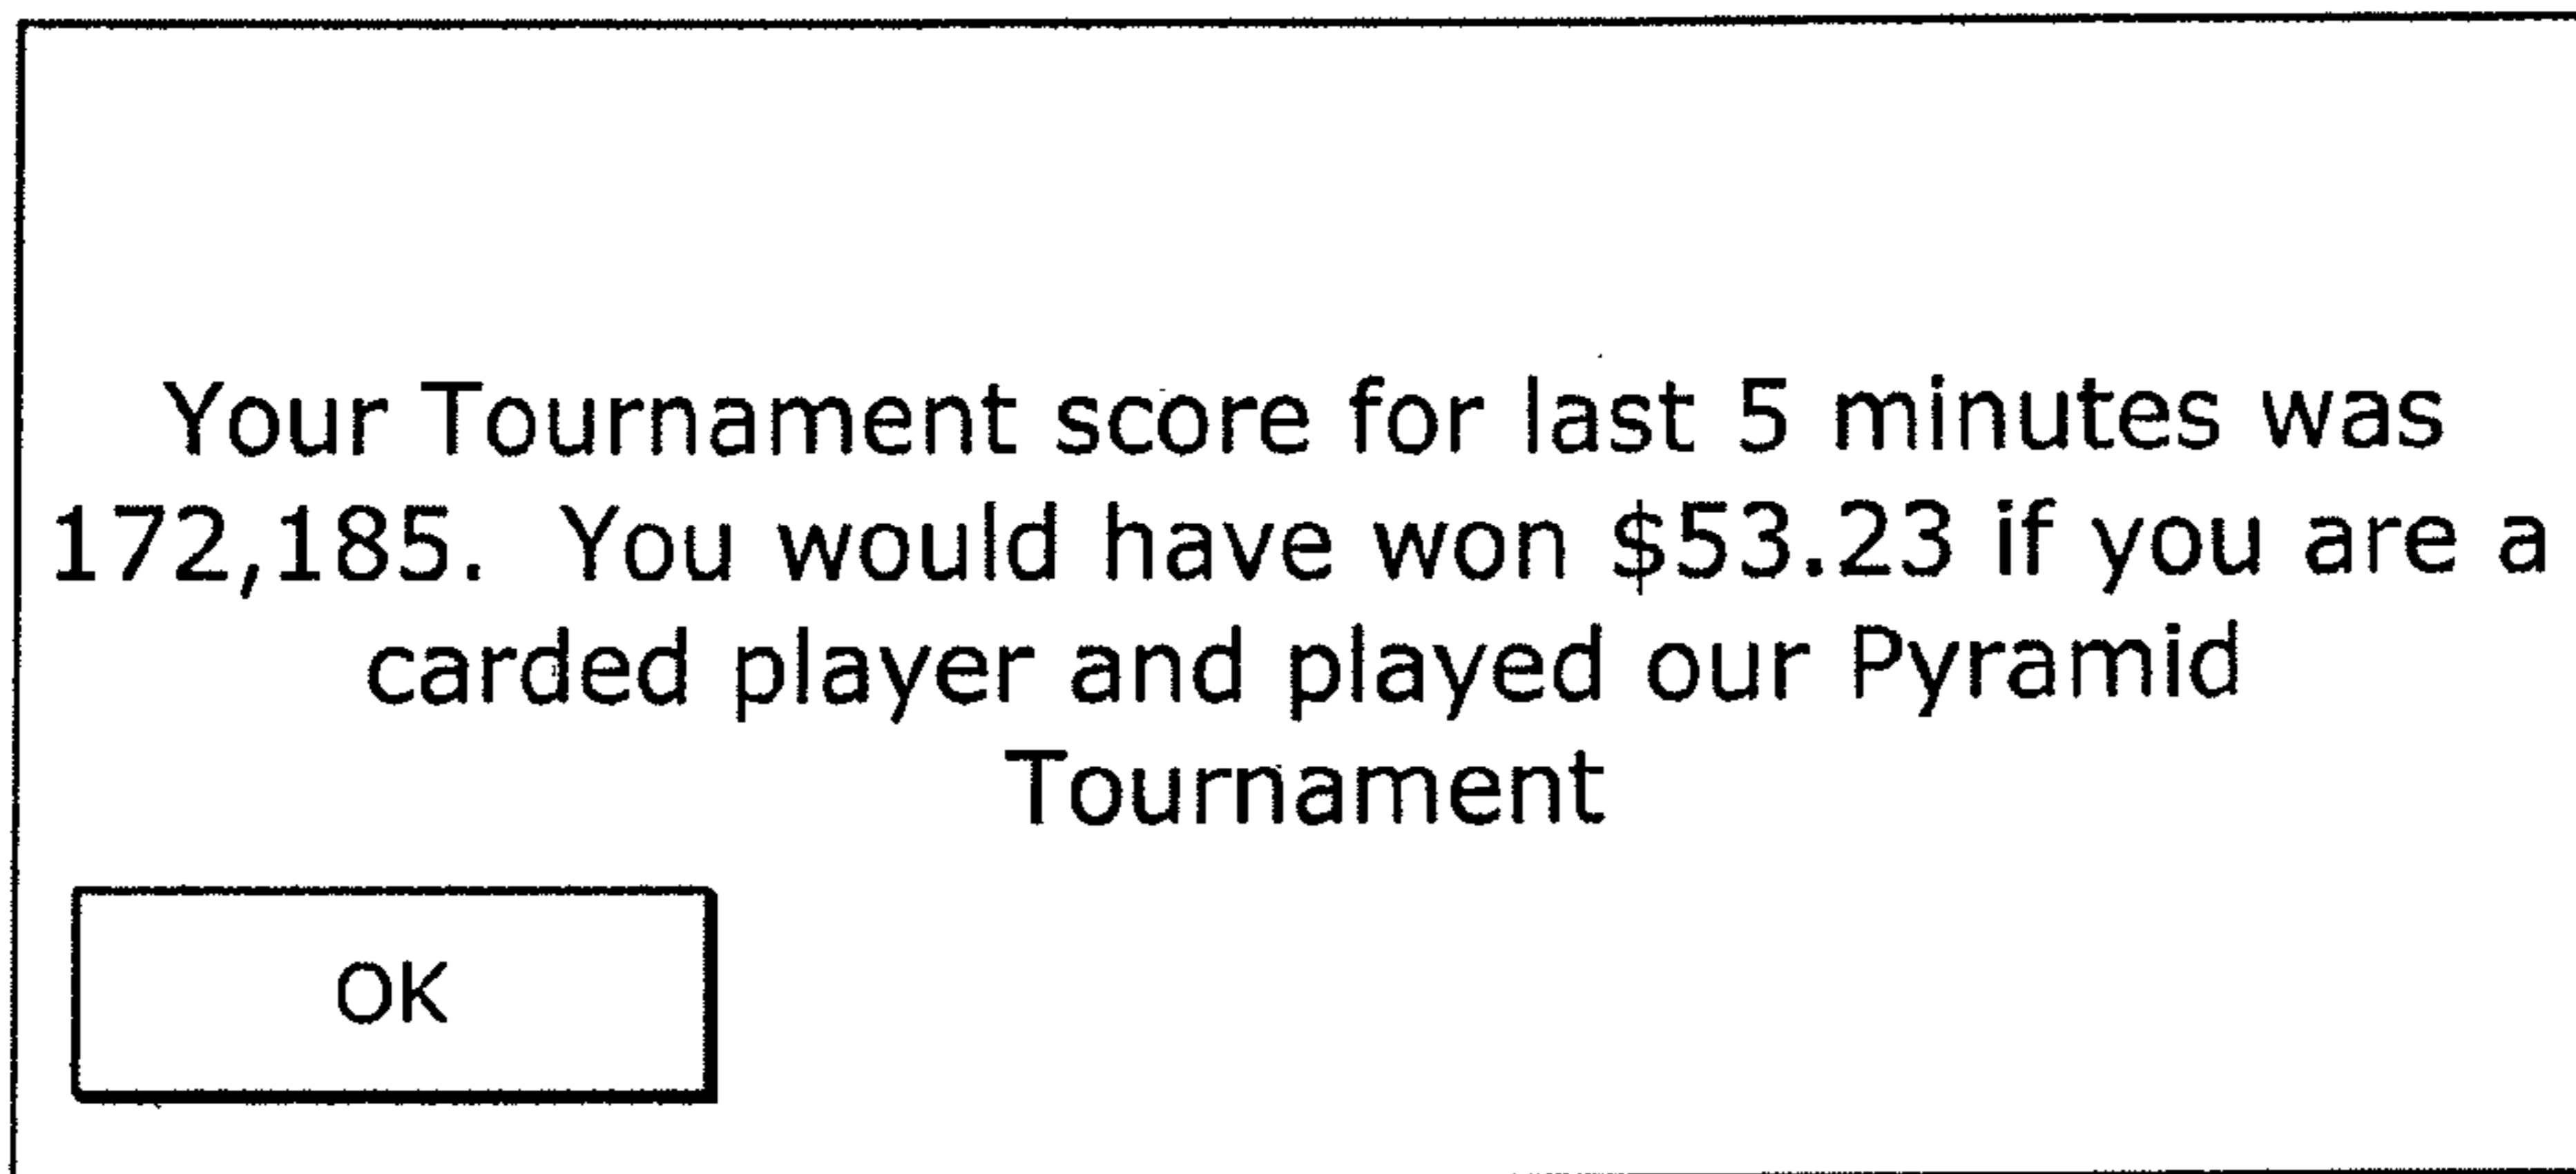 Your Tournament score for last 5 minutes was
172,185.  You would have won $53.23 if you are a
carded player and played our Pyramid
Tournament
OK